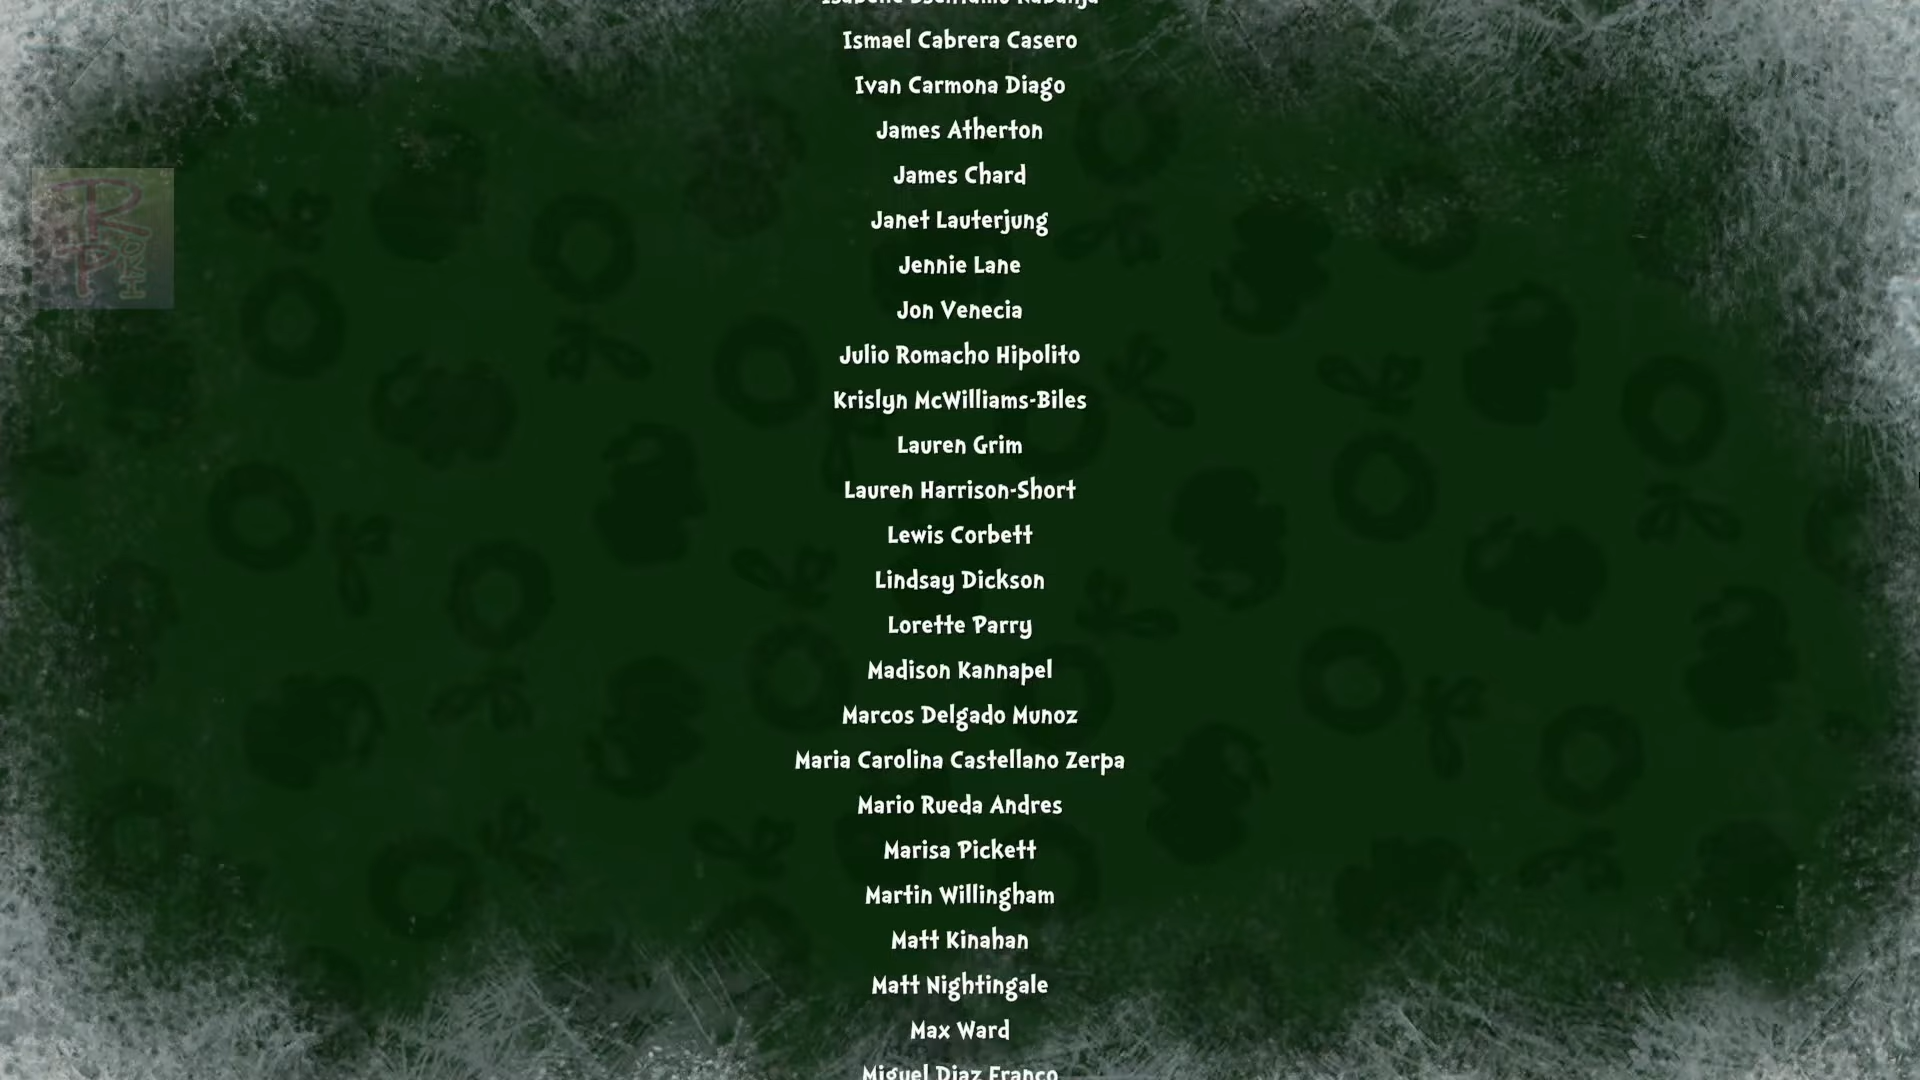 Ismael Cabrera Casero
Ivan Carmona Diago
James Atherton
James Chard
Janet Lauterjung
Jennie Lane
Jon Venecia
Julio Romacho Hipolito
Krislyn McWilliams-Biles
Lauren Grim
Lauren Harrison-Short
Lewis Corbett
Lindsay Dickson
Lorette Parry
Madison Kannapel
Marcos Delgado Munoz
Maria Carolina Castellano Zerpa
Mario Rueda Andres
Marisa Pickett
Martin Willingham
Matt Kinahan
Matt Nightingale
Max Ward
Miguel Diaz Franco